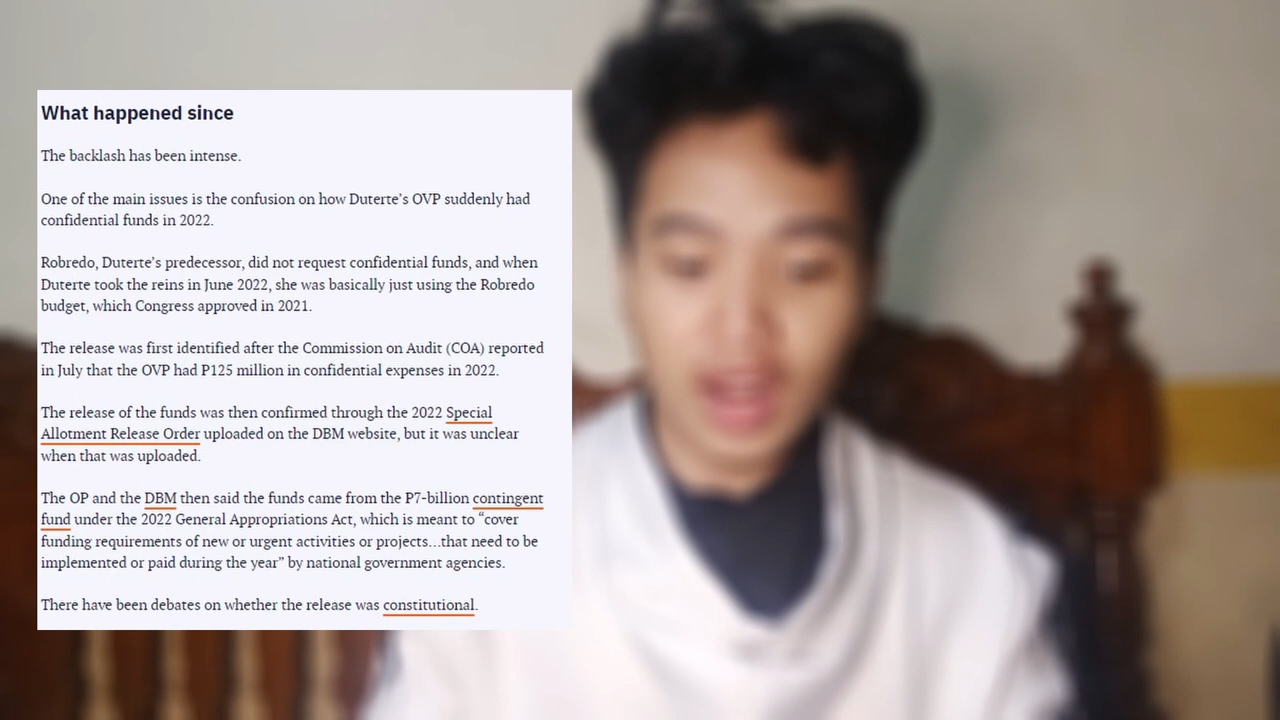 What happened since
The backlash has been intense.
One of the main issues is the confusion on how Duterte’s OVP suddenly had
confidential funds in 2022.
Robredo, Duterte’s predecessor, did not request confidential funds, and when
Duterte took the reins in June 2022, she was basically just using the Robredo
budget, which Congress approved in 2021.
The release was first identified after the Commission on Audit (COA) reported
in July that the OVP had P125 million in confidential expenses in 2022.
The release of the funds was then confirmed through the 2022 Special
Allotment Release Order uploaded on the DBM website, but it was unclear
when that was uploaded.
The OP and the DBM then said the funds came from the P7-billion contingent
fund under the 2022 General Appropriations Act, which is meant to “cover
funding requirements of new or urgent activities or projects…that need to be
implemented or paid during the year” by national government agencies.
There have been debates on whether the release was constitutional.